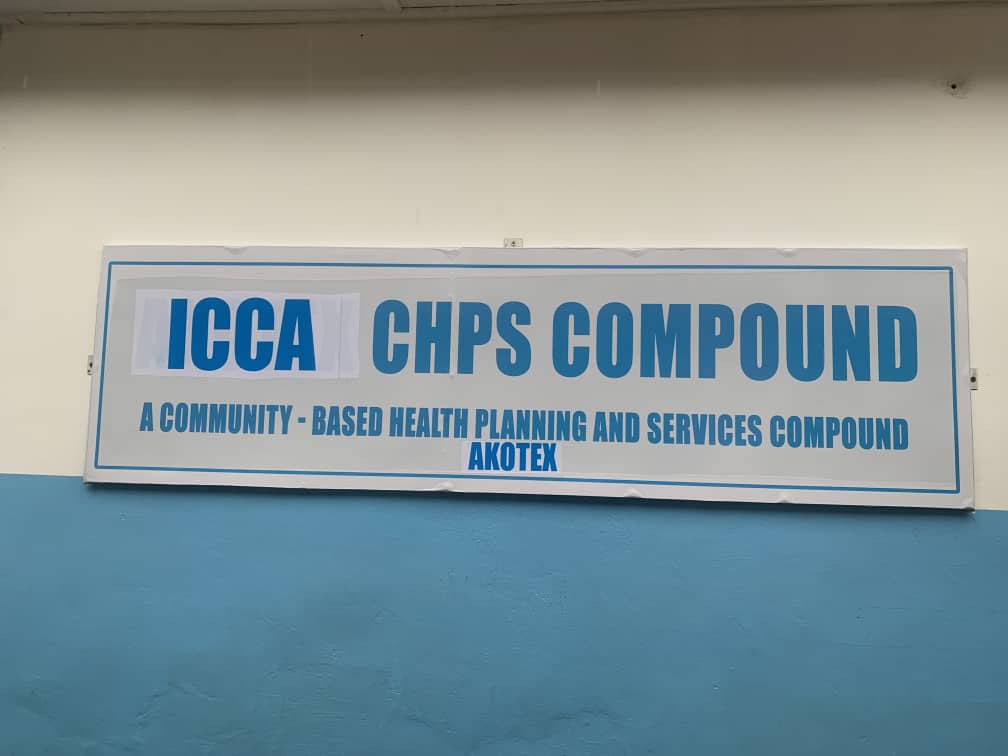 ICCA CHPS COMPOUND
A COMMUNITY - BASED HEALTH PLANNING AND SERVICES COMPOUND
AKOTEX